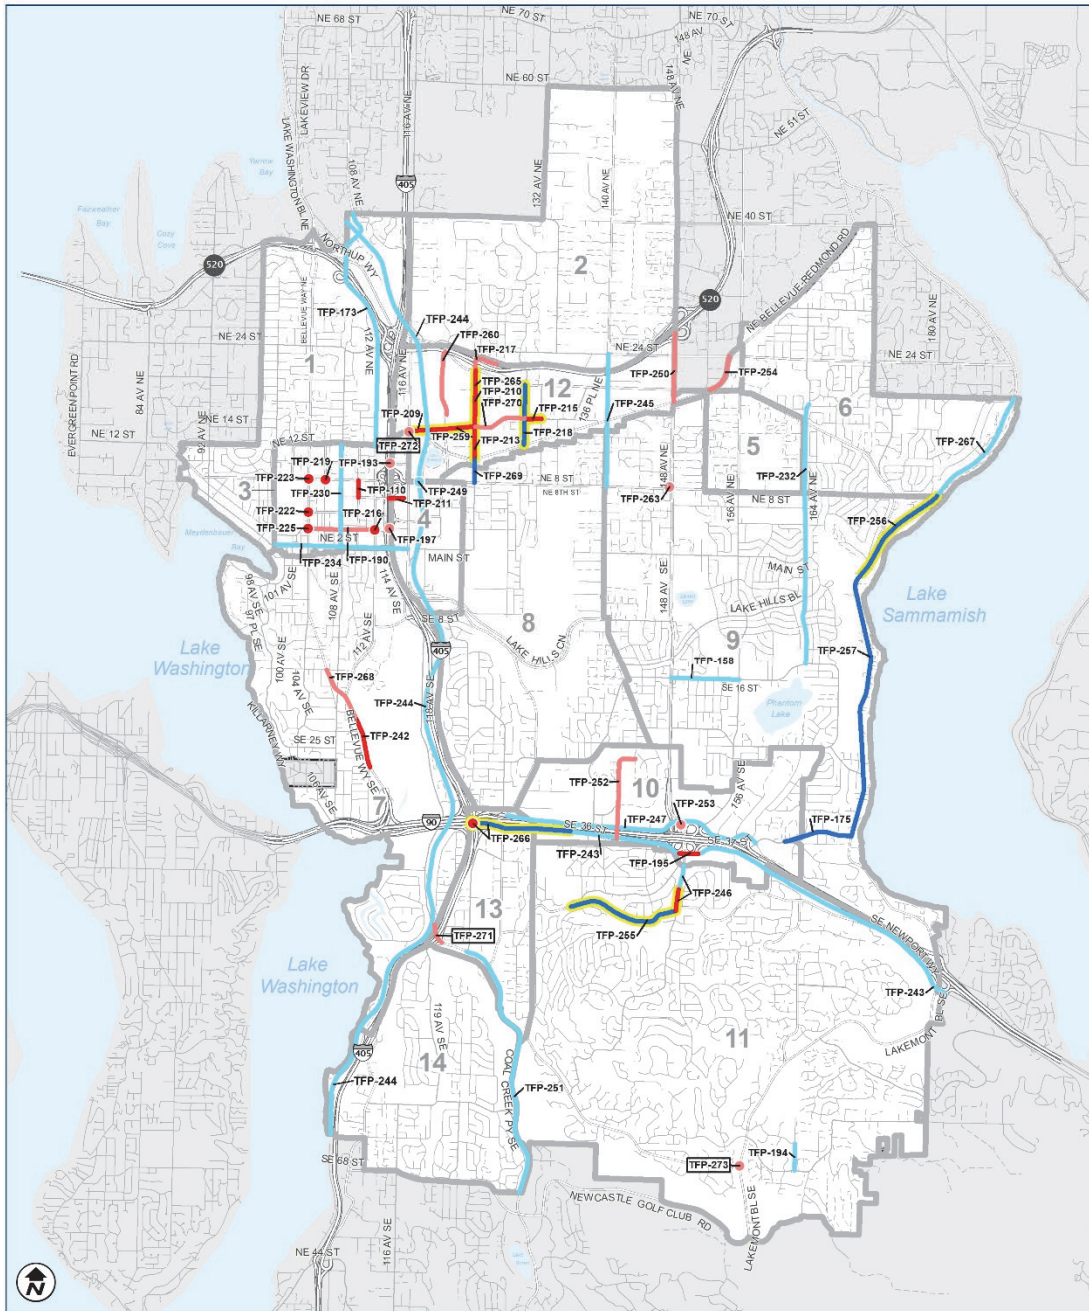 NE 68 ST
NE 70 ST
NE 70 ST
148 AV NE
LAKEVIEW DR
LAKE WASHINGTON BL NE
108 AV NE
116 AV NE
148 AV NE
NE 60 ST
NE 51 ST
Yarrow Bay
405
132 AV NE
140 AV NE
Fairweather Bay
Cozy Cove
NE 40 ST
NORTHUP WY
520
2
520
NE BELLEVUE-REDMOND RD
BELLEVUE WAY NE
TFP-173
112 AV NE
116 AV NE
TFP-244
TFP-260
TFP-217
NE 24 ST
180 AV NE
EVERGREEN POINT RD
84 AV NE
NE 24 ST
NE 24 ST
1
TFP-265
TFP-210
TFP-270
12
136 PL NE
TFP-250
TFP-254
TFP-245
6
92 AV NE
NE 14 ST
TFP-209
TFP-215
5
NE 12 ST
NE 12 ST
TFP-272
TFP-259
TFP-213
TFP-218
TFP-267
TFP-219
TFP-193
148 AV NE
156 AV NE
TFP-232
TFP-223
TFP-269
NE 8 ST
3
TFP-230
TFP-110
TFP-249
NE 8TH ST
TFP-263
NE 8 ST
164 AV NE
TFP-211
TFP-222
TFP-216
4
TFP-256
TFP-225
NE 2 ST
TFP-197
Meydenbauer Bay
MAIN ST
TFP-234
TFP-190
MAIN ST
101 AV SE
98 AV SE
97 PL SE
108 AV SE
114 AV SE
148 AV SE
Lake Sammamish
SE 8 ST
8
LAKE HILLS BL
Lake Washington
100 AV SE
104 AV SE
112 AV SE
405
LAKE HILLS CN
9
TFP-257
TFP-158
TFP-268
SE 16 ST
TFP-244
118 AV SE
Phantom Lake
KILLARNEY WY
BELLEVUE WY SE
TFP-242
SE 25 ST
106 AV SE
156 AV SE
TFP-252
10
7
TFP-253
90
SE 36 ST
TFP-247
TFP-175
TFP-266
SE 37 ST
TFP-243
TFP-195
TFP-246
13
TFP-255
TFP-271
SE NEWPORT WY
Lake Washington
TFP-243
119 AV SE
11
LAKEMONT BL SE
405
14
COAL CREEK PY SE
TFP-244
TFP-251
TFP-194
SE 68 ST
TFP-273
NEWCASTLE GOLF CLUB RD
LAKEMONT BL SE
116 AV SE
NE 44 ST
N